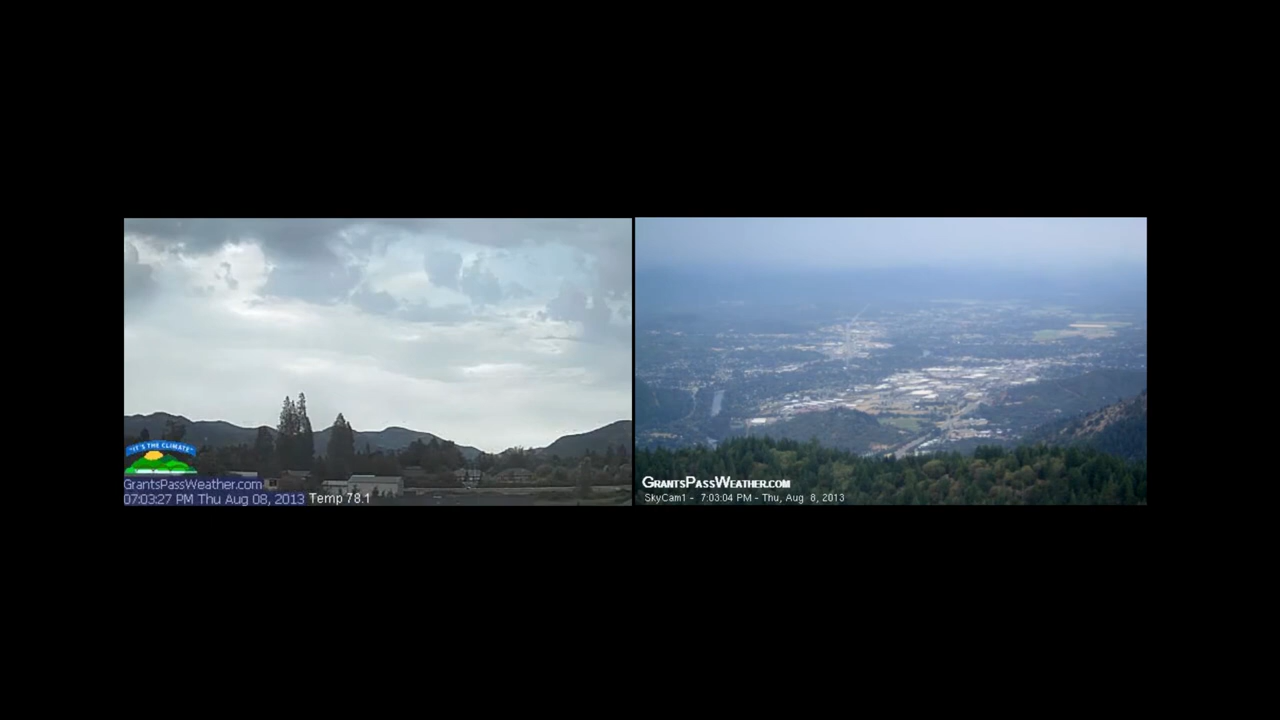 "IT'S THE CLIMATE"
GrantsPassWeather.com
07:03:27 PM Thu Aug 08, 2013 Temp 78.1
GRANTSPASSWEATHER.COM
SkyCam1 - 7:03:04 PM - Thu, Aug 8, 2013